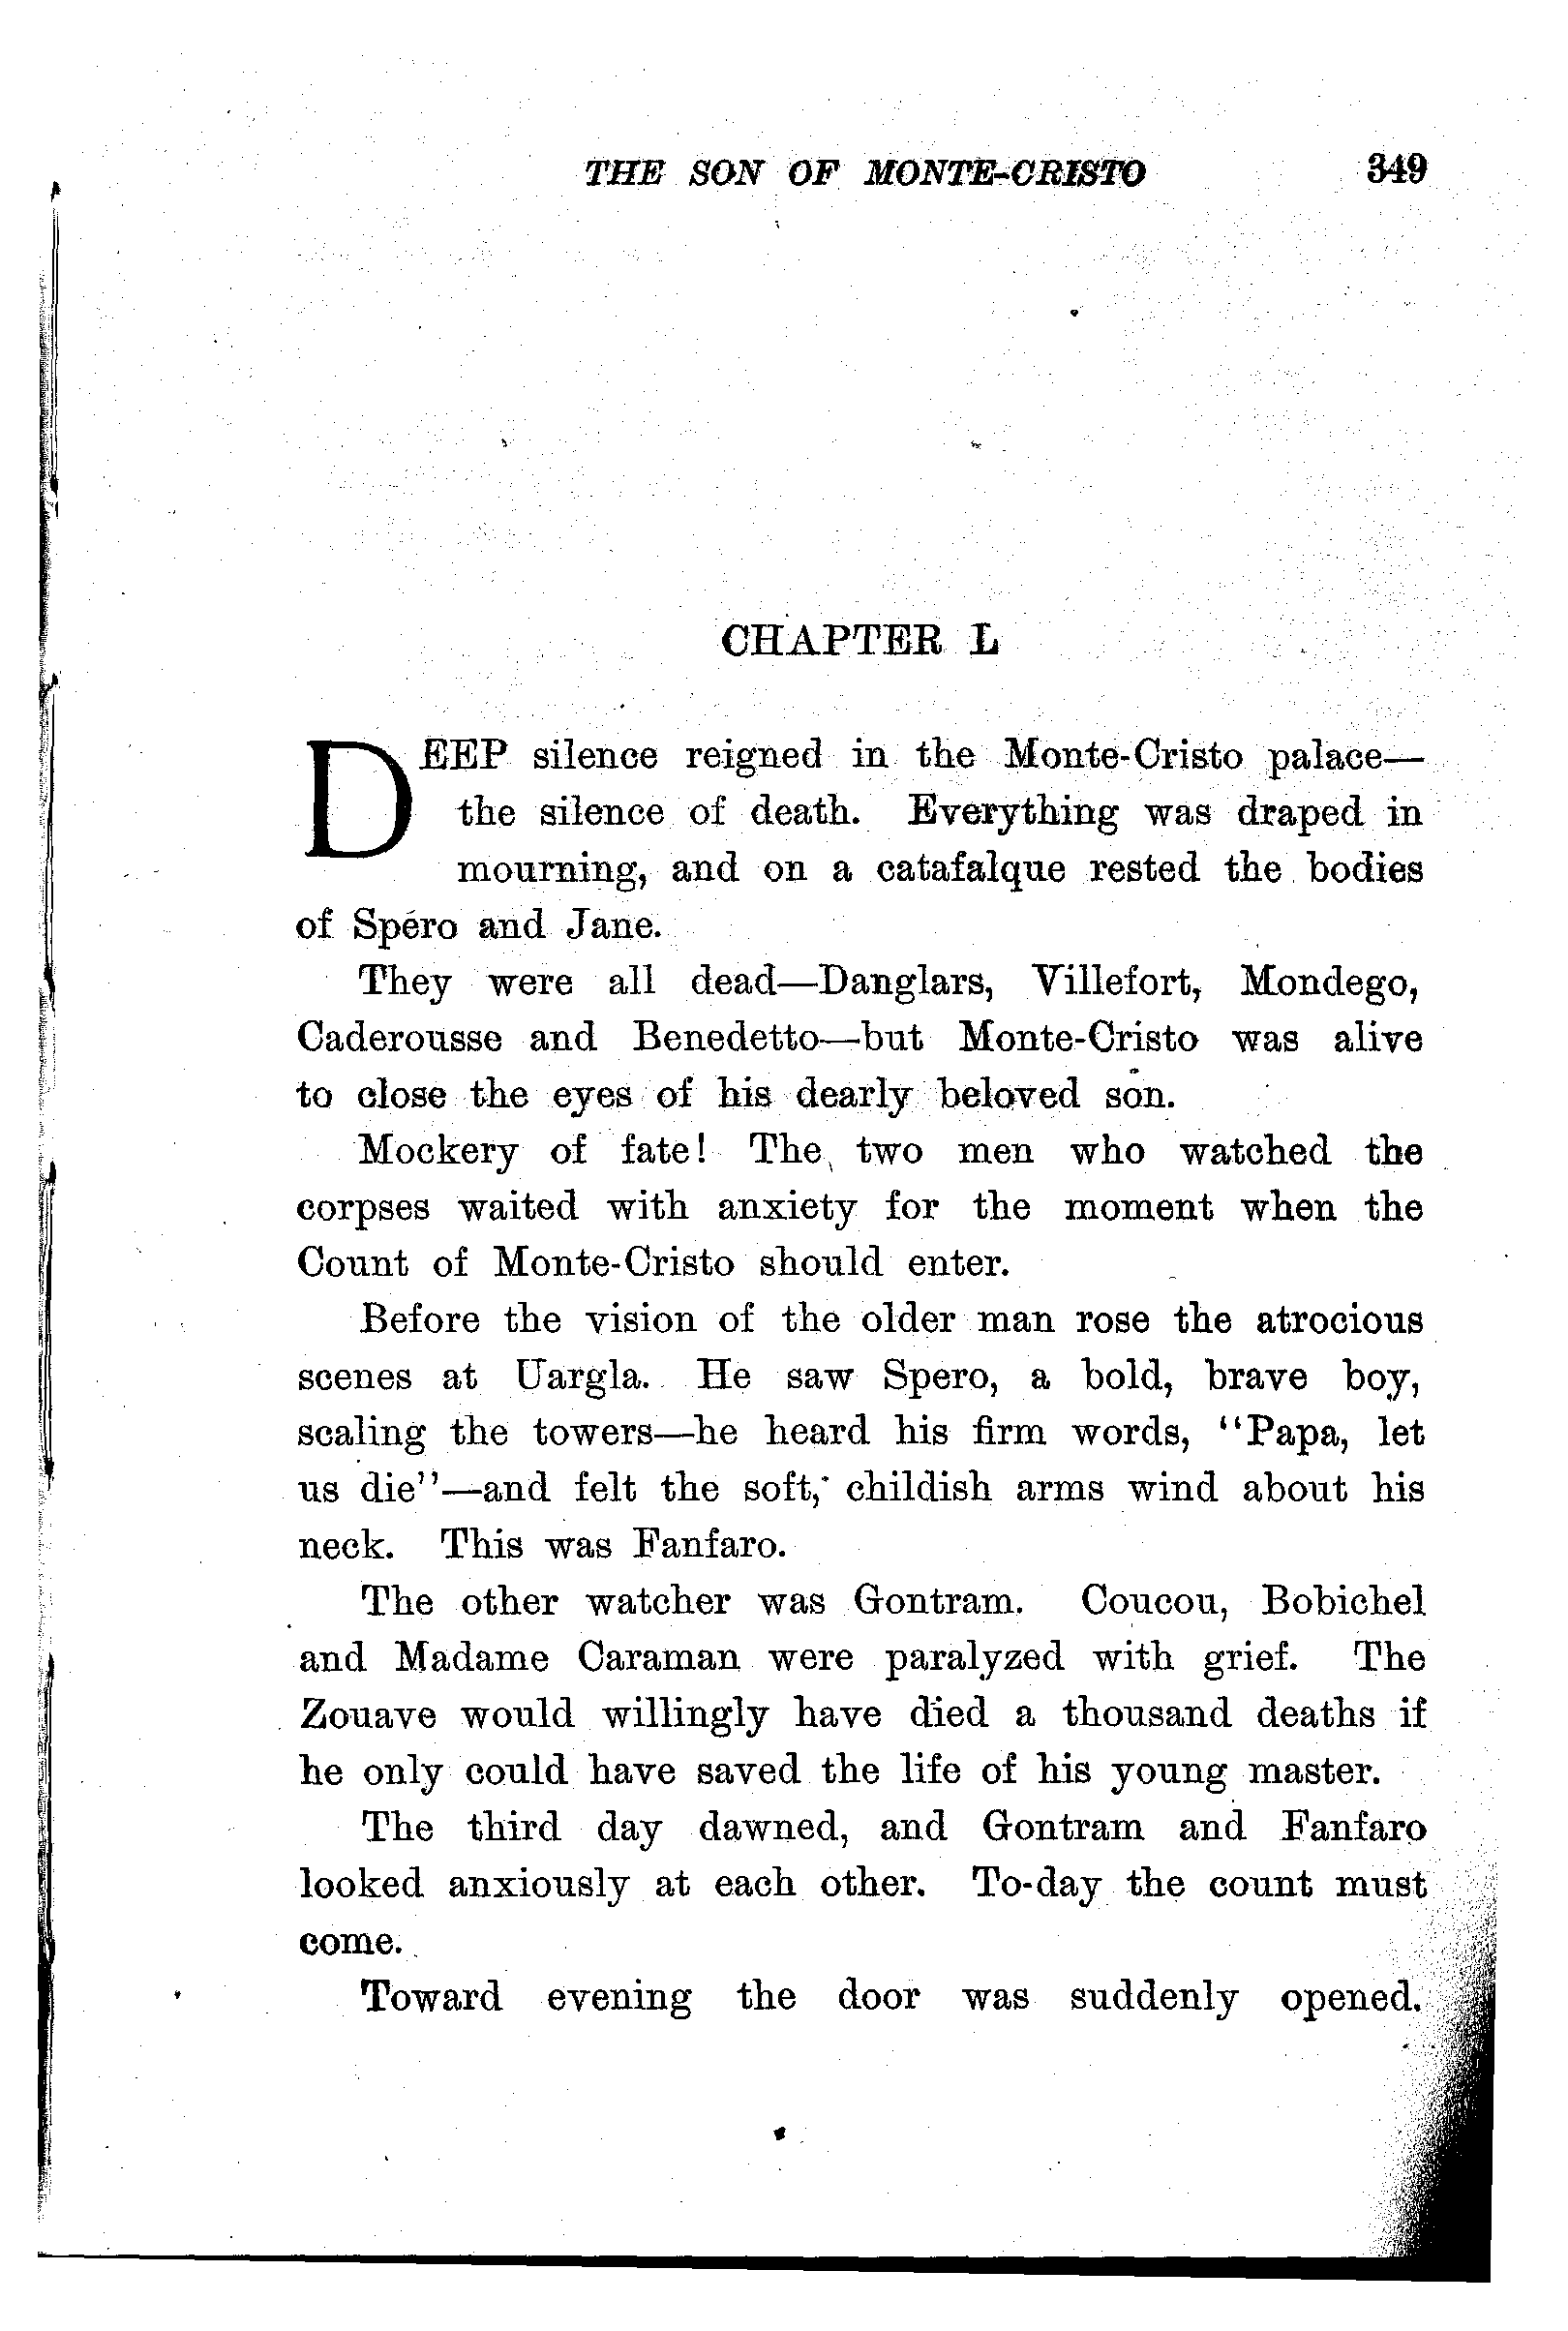 THE SON OF MONTE-CRISTO 349
CHAPTER L
DEEP silence reigned in the Monte-Cristo palace—
the silence of death. Everything was draped in
mourning, and on a catafalque rested the bodies
of Spero and Jane.
They were all dead—Danglars, Villefort, Mondego,
Caderousse and Benedetto—but Monte-Cristo was alive
to close the eyes of his dearly beloved son.
Mockery of fate! The two men who watched the
corpses waited with anxiety for the moment when the
Count of Monte-Cristo should enter.
Before the vision of the older man rose the atrocious
scenes at Uargla. He saw Spero, a bold, brave boy,
scaling the towers—he heard his firm words, "Papa, let
us die"—and felt the soft, childish arms wind about his
neck. This was Fanfaro.
The other watcher was Gontram. Coucou, Bobichel
and Madame Caraman were paralyzed with grief. The
Zouave would willingly have died a thousand deaths if
he only could have saved the life of his young master.
The third day dawned, and Gontram and Fanfaro
looked anxiously at each other. To-day the count must
come.
Toward evening the door was suddenly opened.